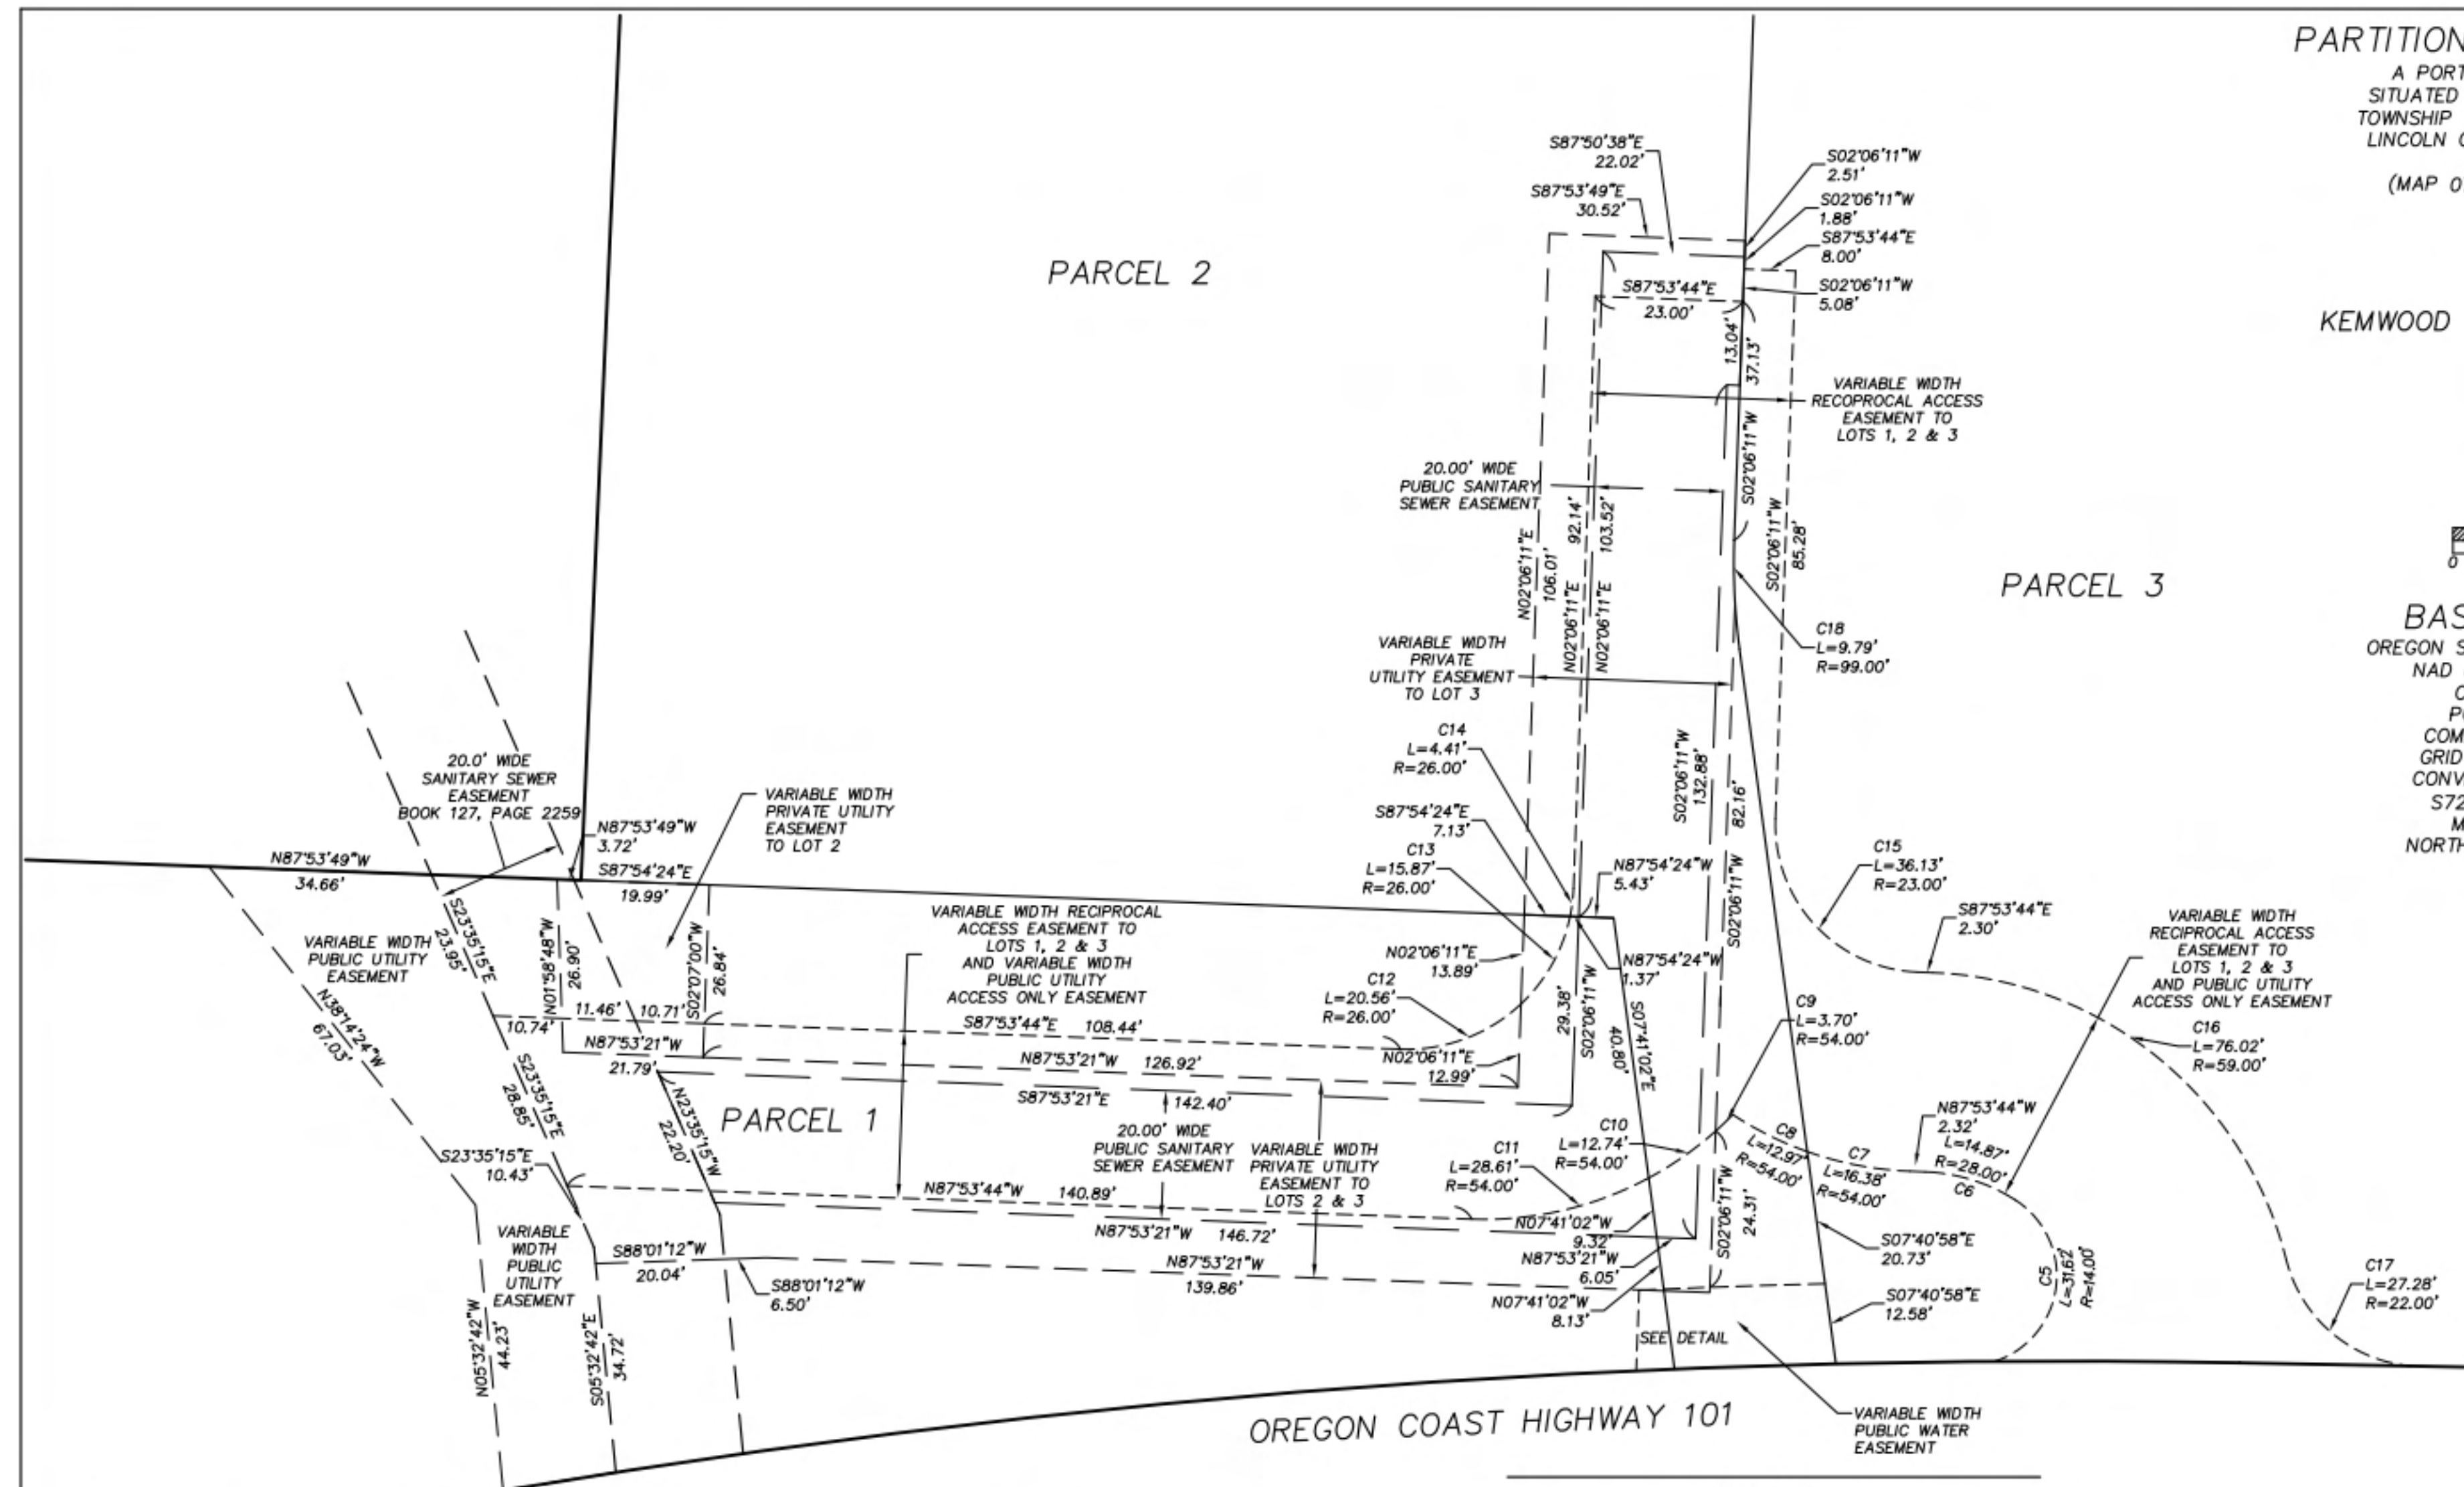 PARTITION
A PORT
SITUATED
TOWNSHIP
LINCOLN C
(MAP 0
KEMWOOD
0
BAS
OREGON S
NAD
C
P
COM
GRID
CONV
S72
M
NORTH
PARCEL 2
S87°50'38"E
22.02'
S87°53'49"E
30.52'
S02°06'11"W
2.51'
S02°06'11"W
1.88'
S87°53'44"E
8.00'
S02°06'11"W
5.08'
S87°53'44"E
23.00'
13.04'
37.13'
VARIABLE WIDTH
RECOPROCAL ACCESS
EASEMENT TO
LOTS 1, 2 & 3
S02°06'11"W
20.00' WIDE
PUBLIC SANITARY
SEWER EASEMENT
N02°06'11"E
106.01'
N02°06'11"E
92.14'
N02°06'11"E
103.52'
S02°06'11"W
85.28'
PARCEL 3
C18
L=9.79'
R=99.00'
VARIABLE WIDTH
PRIVATE
UTILITY EASEMENT
TO LOT 3
C14
L=4.41'
R=26.00'
S02°06'11"W
132.88'
S02°06'11"W
82.16'
S87°54'24"E
7.13'
C13
L=15.87'
R=26.00'
N87°54'24"W
5.43'
C15
L=36.13'
R=23.00'
S87°53'44"E
2.30'
20.0' WIDE
SANITARY SEWER
EASEMENT
BOOK 127, PAGE 2259
VARIABLE WIDTH
PRIVATE UTILITY
EASEMENT
TO LOT 2
N87°53'49"W
3.72'
N87°53'49"W
34.66'
S87°54'24"E
19.99'
S23°35'15"E
23.95'
VARIABLE WIDTH
PUBLIC UTILITY
EASEMENT
N01°58'48"W
26.90'
S02°07'00"W
26.84'
VARIABLE WIDTH RECIPROCAL
ACCESS EASEMENT TO
LOTS 1, 2 & 3
AND VARIABLE WIDTH
PUBLIC UTILITY
ACCESS ONLY EASEMENT
N02°06'11"E
13.89'
C12
L=20.56'
R=26.00'
N87°54'24"W
1.37'
29.38'
S02°06'11"W
S07°41'02"E
40.80'
S02°06'11"W
C9
L=3.70'
R=54.00'
VARIABLE WIDTH
RECIPROCAL ACCESS
EASEMENT TO
LOTS 1, 2 & 3
AND PUBLIC UTILITY
ACCESS ONLY EASEMENT
C16
L=76.02'
R=59.00'
10.74'
11.46'
10.71'
S87°53'44"E 108.44'
N38°14'24"W
67.03'
N87°53'21"W
21.79'
N87°53'21"W 126.92'
N02°06'11"E
12.99'
S23°35'15"E
28.85'
N23°35'15"W
22.20'
PARCEL 1
S87°53'21"E 142.40'
20.00' WIDE
PUBLIC SANITARY
SEWER EASEMENT
VARIABLE WIDTH
PRIVATE UTILITY
EASEMENT TO
LOTS 2 & 3
C11
L=28.61'
R=54.00'
C10
L=12.74'
R=54.00'
C8
L=12.97'
R=54.00'
C7
L=16.38'
R=54.00'
N87°53'44"W
2.32'
L=14.87'
R=28.00'
C6
S23°35'15"E
10.43'
N87°53'44"W 140.89'
N87°53'21"W 146.72'
N07°41'02"W
9.32'
N87°53'21"W
6.05'
S02°06'11"W
24.31'
S07°40'58"E
20.73'
C5
L=31.62'
R=14.00'
C17
L=27.28'
R=22.00'
VARIABLE
WIDTH
PUBLIC
UTILITY
EASEMENT
S88°01'12"W
20.04'
S88°01'12"W
6.50'
N87°53'21"W
139.86'
N07°41'02"W
8.13'
S07°40'58"E
12.58'
N05°32'42"W
44.23'
S05°32'42"E
34.72'
SEE DETAIL
OREGON COAST HIGHWAY 101
VARIABLE WIDTH
PUBLIC WATER
EASEMENT